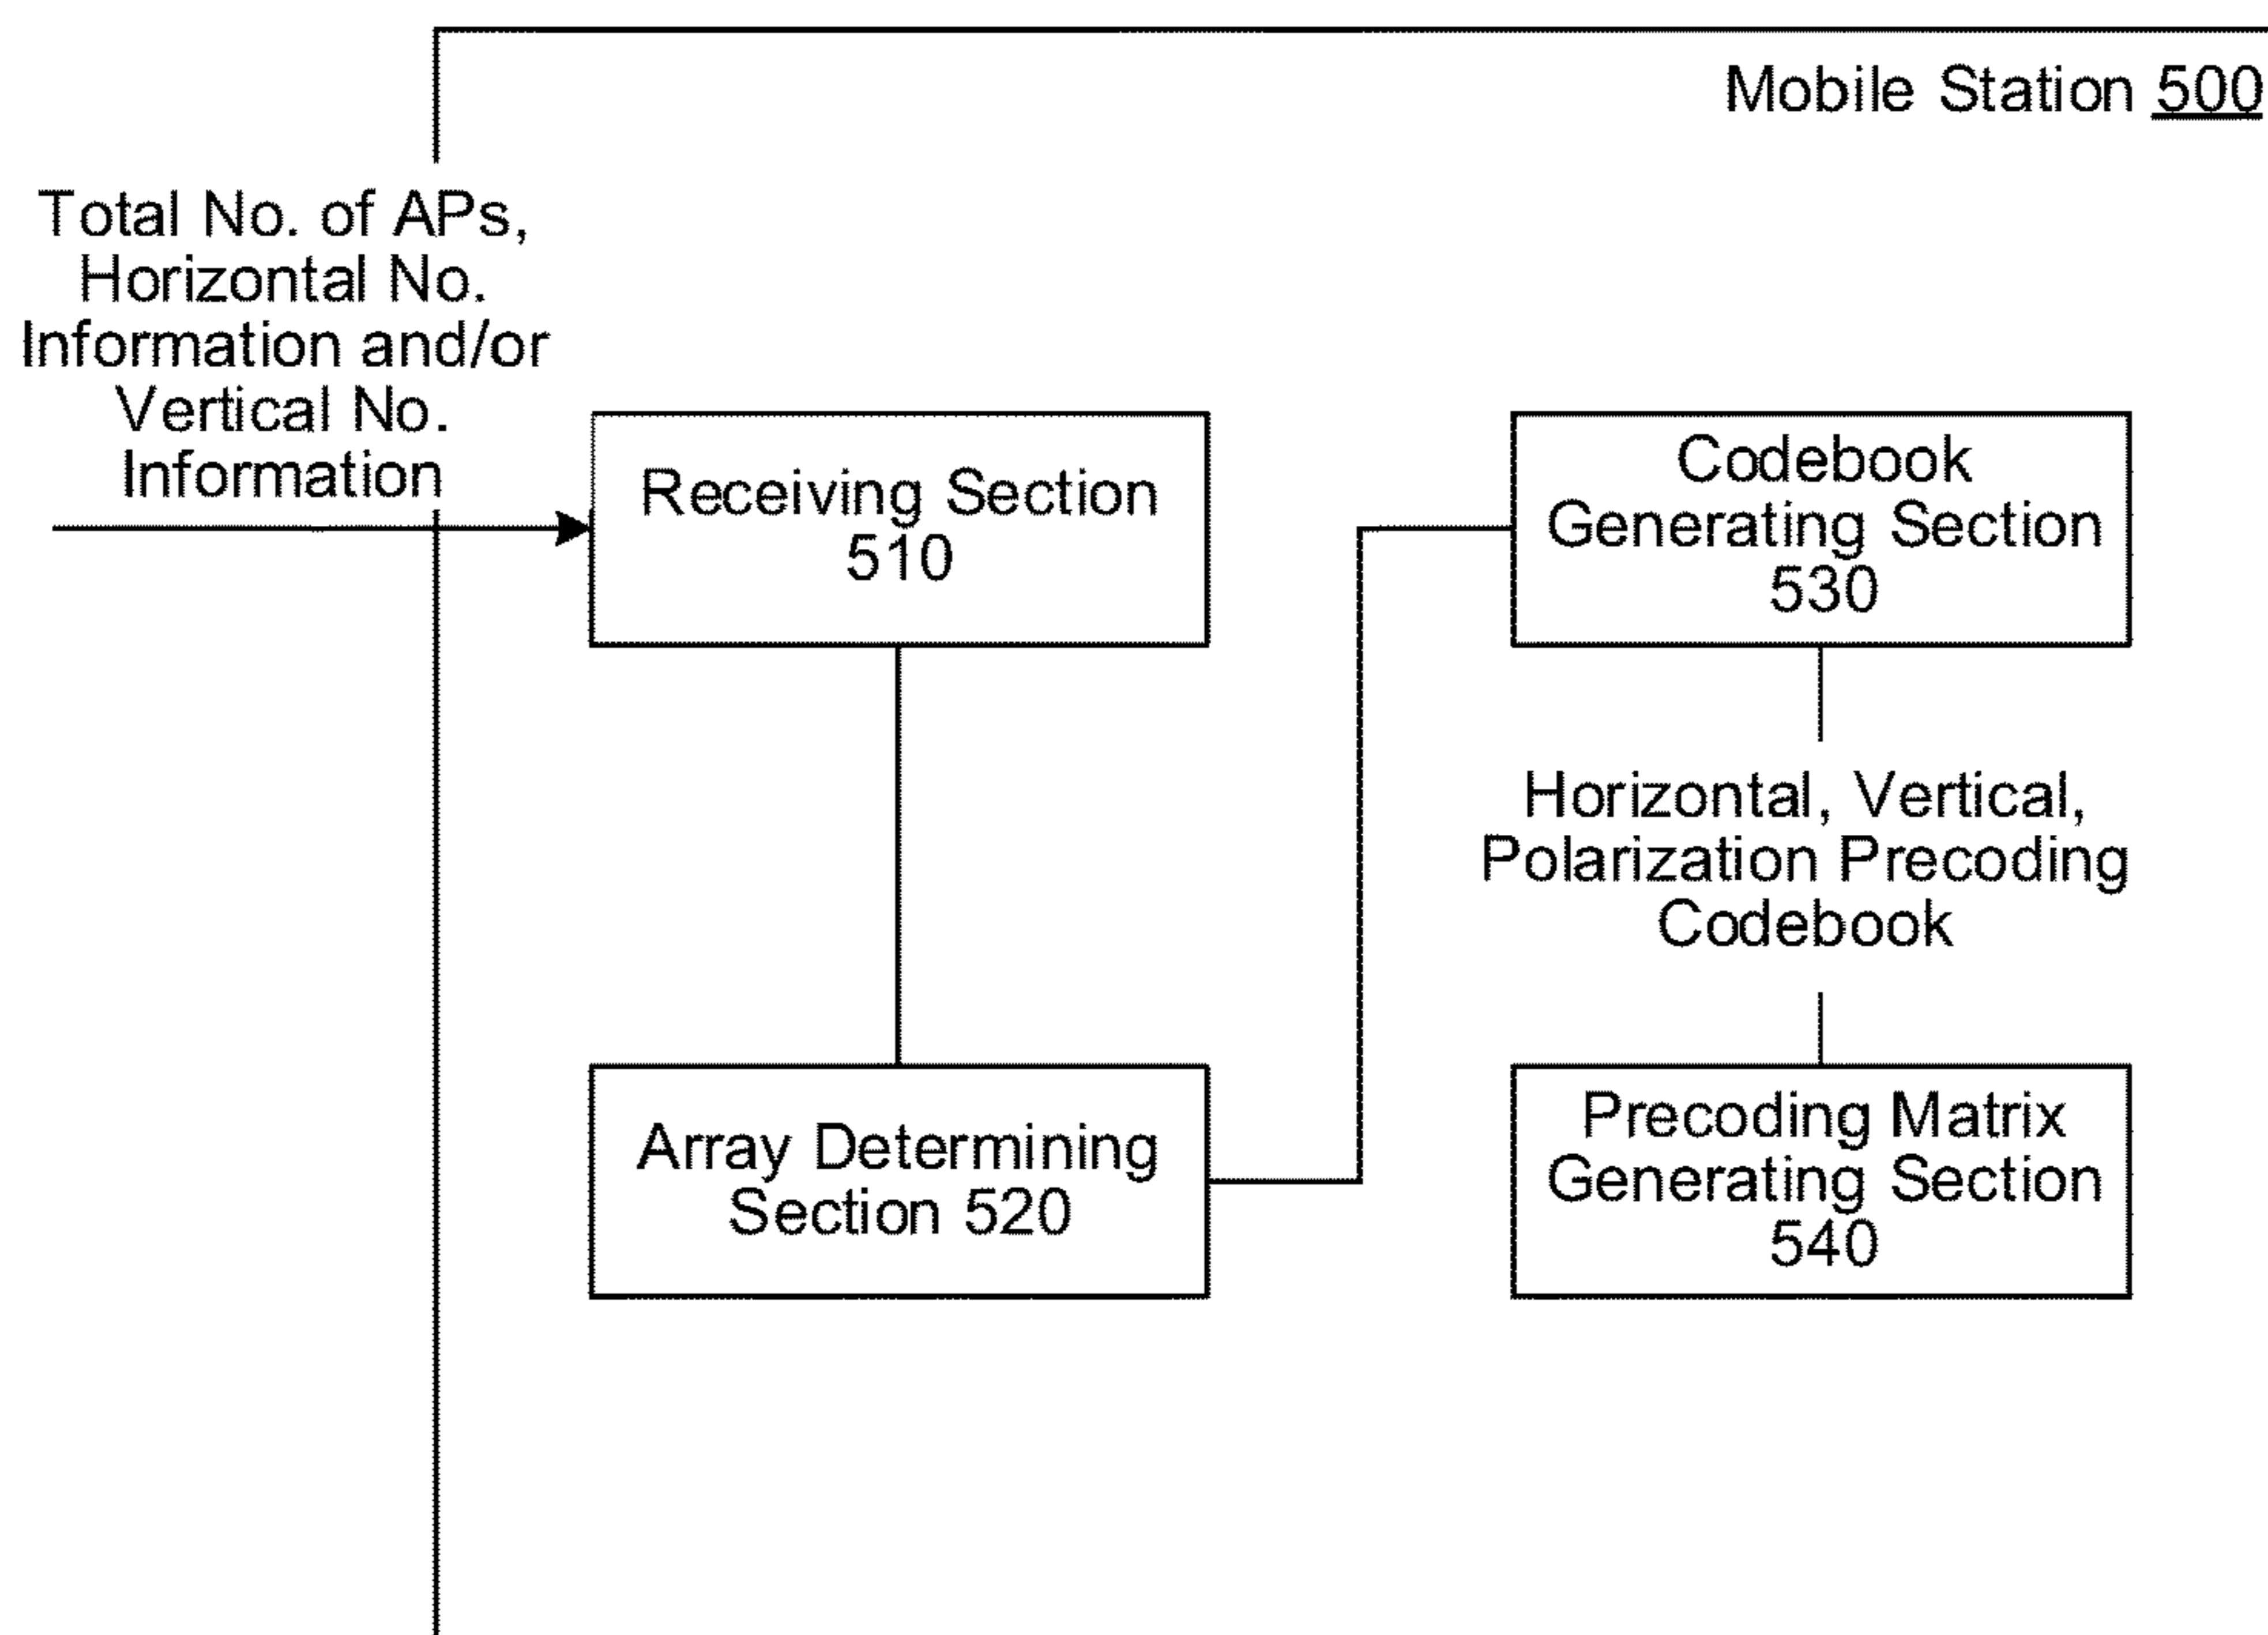 Mobile Station 500
Total No. of APs,
Horizontal No.
Information and/or
Vertical No.
Information
Receiving Section
510
Codebook
Generating Section
530
Horizontal, Vertical,
Polarization Precoding
Codebook
Array Determining
Section 520
Precoding Matrix
Generating Section
540